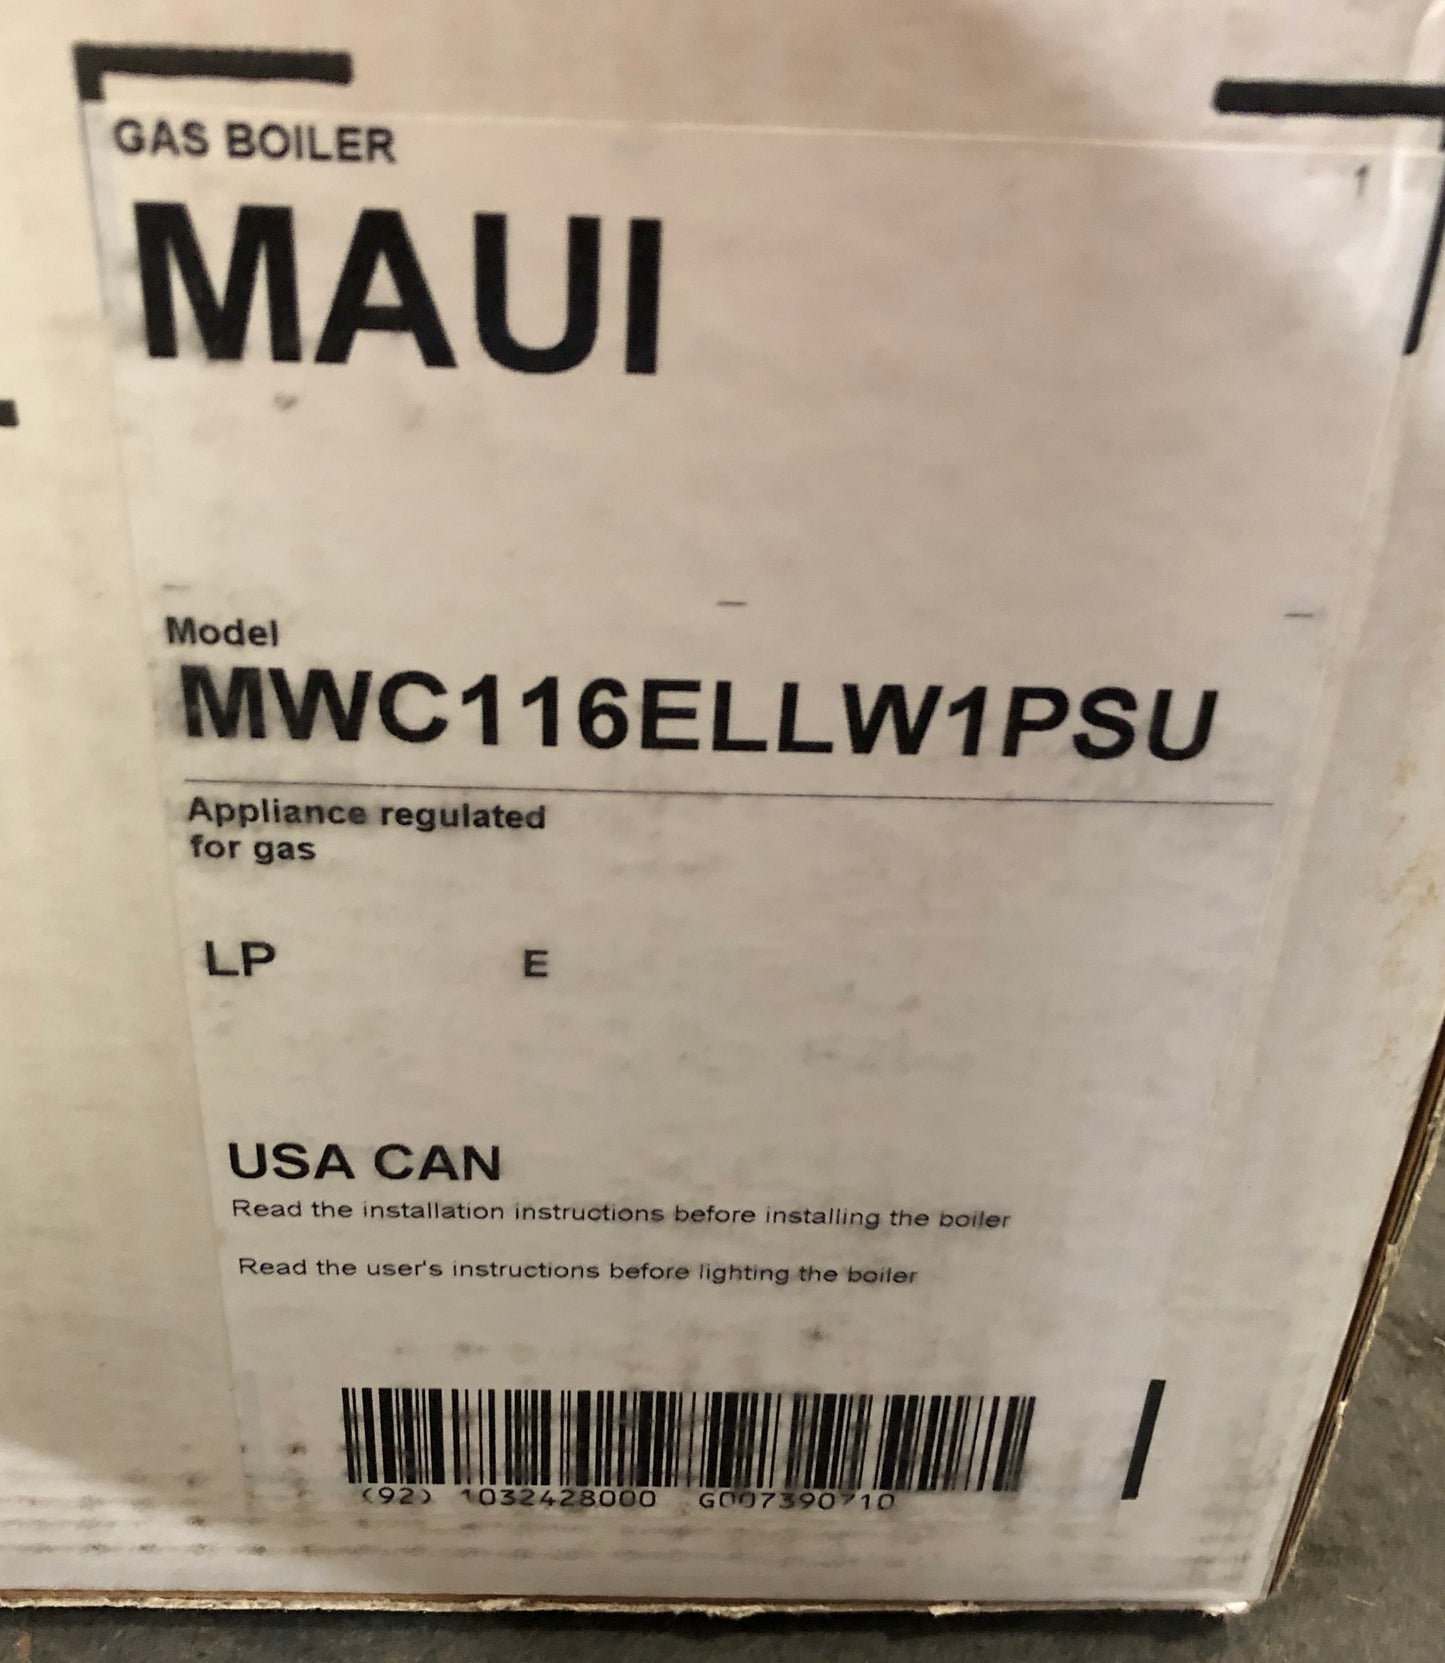 GAS BOILER
1
MAUI
Model
MWC116ELLW1PSU
Appliance regulated
for gas
LP E
USA CAN
Read the installation instructions before installing the boiler
Read the user's instructions before lighting the boiler
(92) 1032428000 G007390710